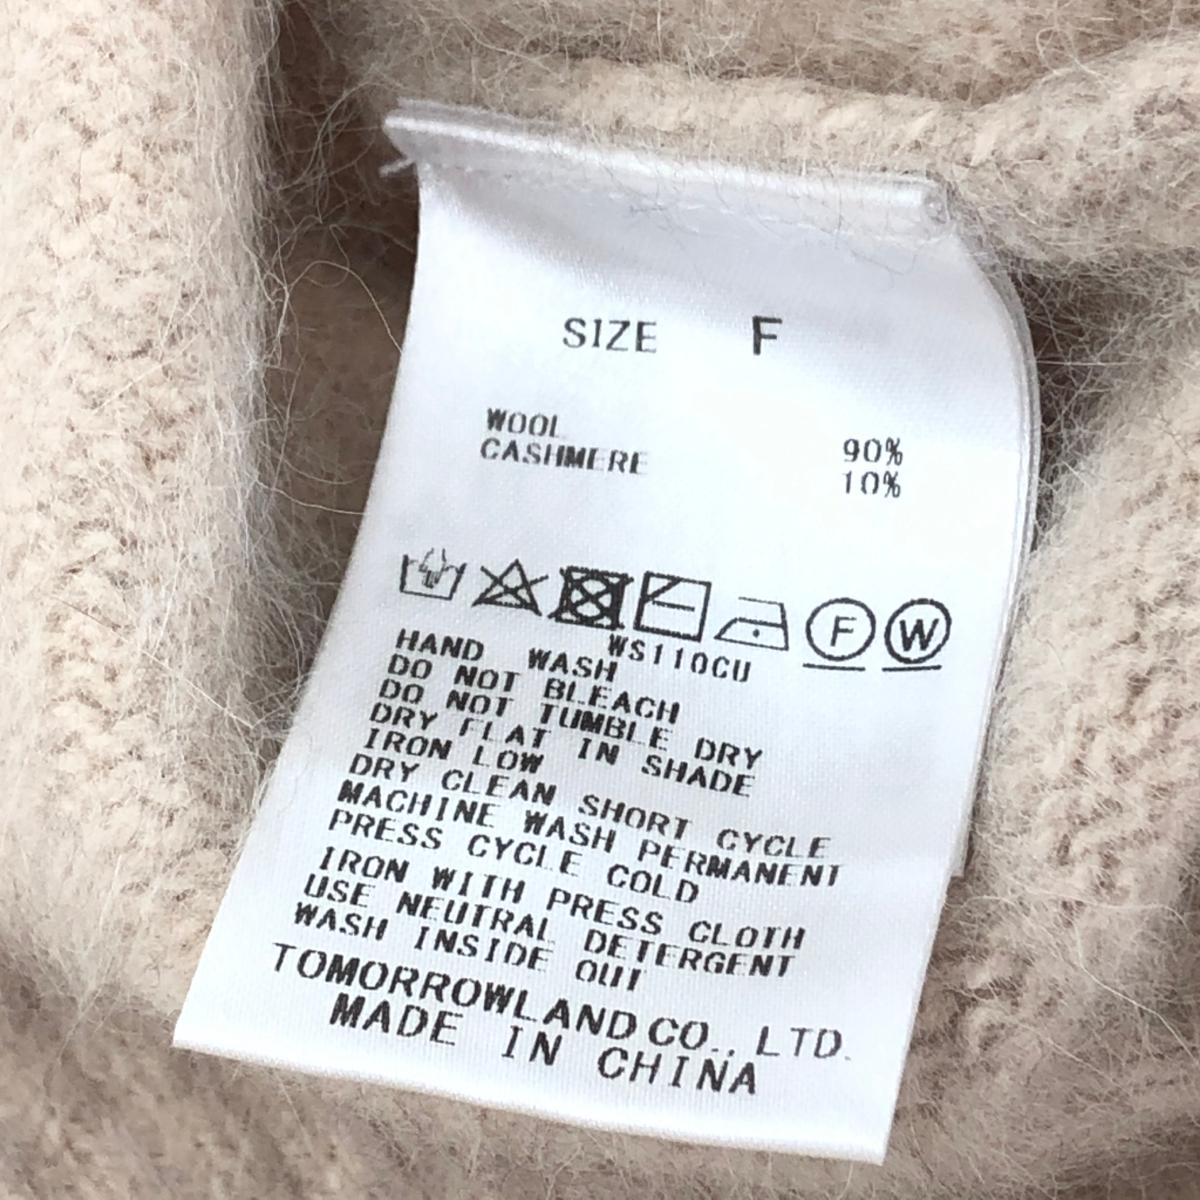 SIZE F
WOOL 90%
CASHMERE 10%
F W
WS110CU
HAND WASH
DO NOT BLEACH
DO NOT TUMBLE DRY
DRY FLAT IN SHADE
IRON LOW
DRY CLEAN SHORT CYCLE
MACHINE WASH PERMANENT
PRESS CYCLE COLD
IRON WITH PRESS CLOTH
USE NEUTRAL DETERGENT
WASH INSIDE OUT
TOMORROWLAND CO., LTD.
MADE IN CHINA